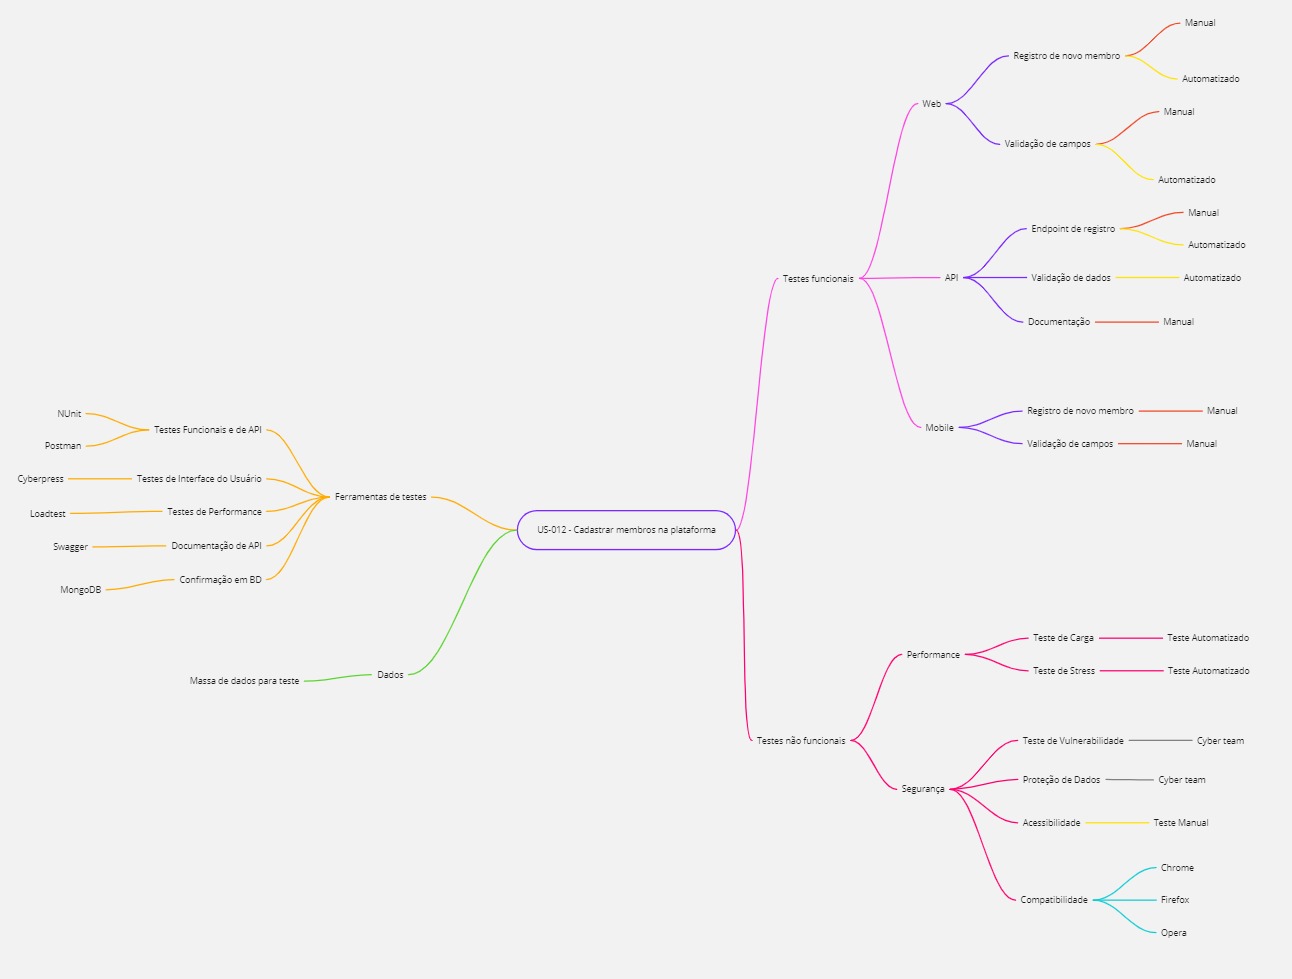 US-012 - Cadastrar membros na plataforma
Testes funcionais
Web
Registro de novo membro
Manual
Automatizado
Validação de campos
Manual
Automatizado
API
Endpoint de registro
Manual
Automatizado
Validação de dados
Automatizado
Documentação
Manual
Mobile
Registro de novo membro
Manual
Validação de campos
Manual
Testes não funcionais
Performance
Teste de Carga
Teste Automatizado
Teste de Stress
Teste Automatizado
Segurança
Teste de Vulnerabilidade
Cyber team
Proteção de Dados
Cyber team
Acessibilidade
Teste Manual
Compatibilidade
Chrome
Firefox
Opera
Ferramentas de testes
Testes Funcionais e de API
NUnit
Postman
Testes de Interface do Usuário
Cyberpress
Testes de Performance
Loadtest
Documentação de API
Swagger
Confirmação em BD
MongoDB
Dados
Massa de dados para teste